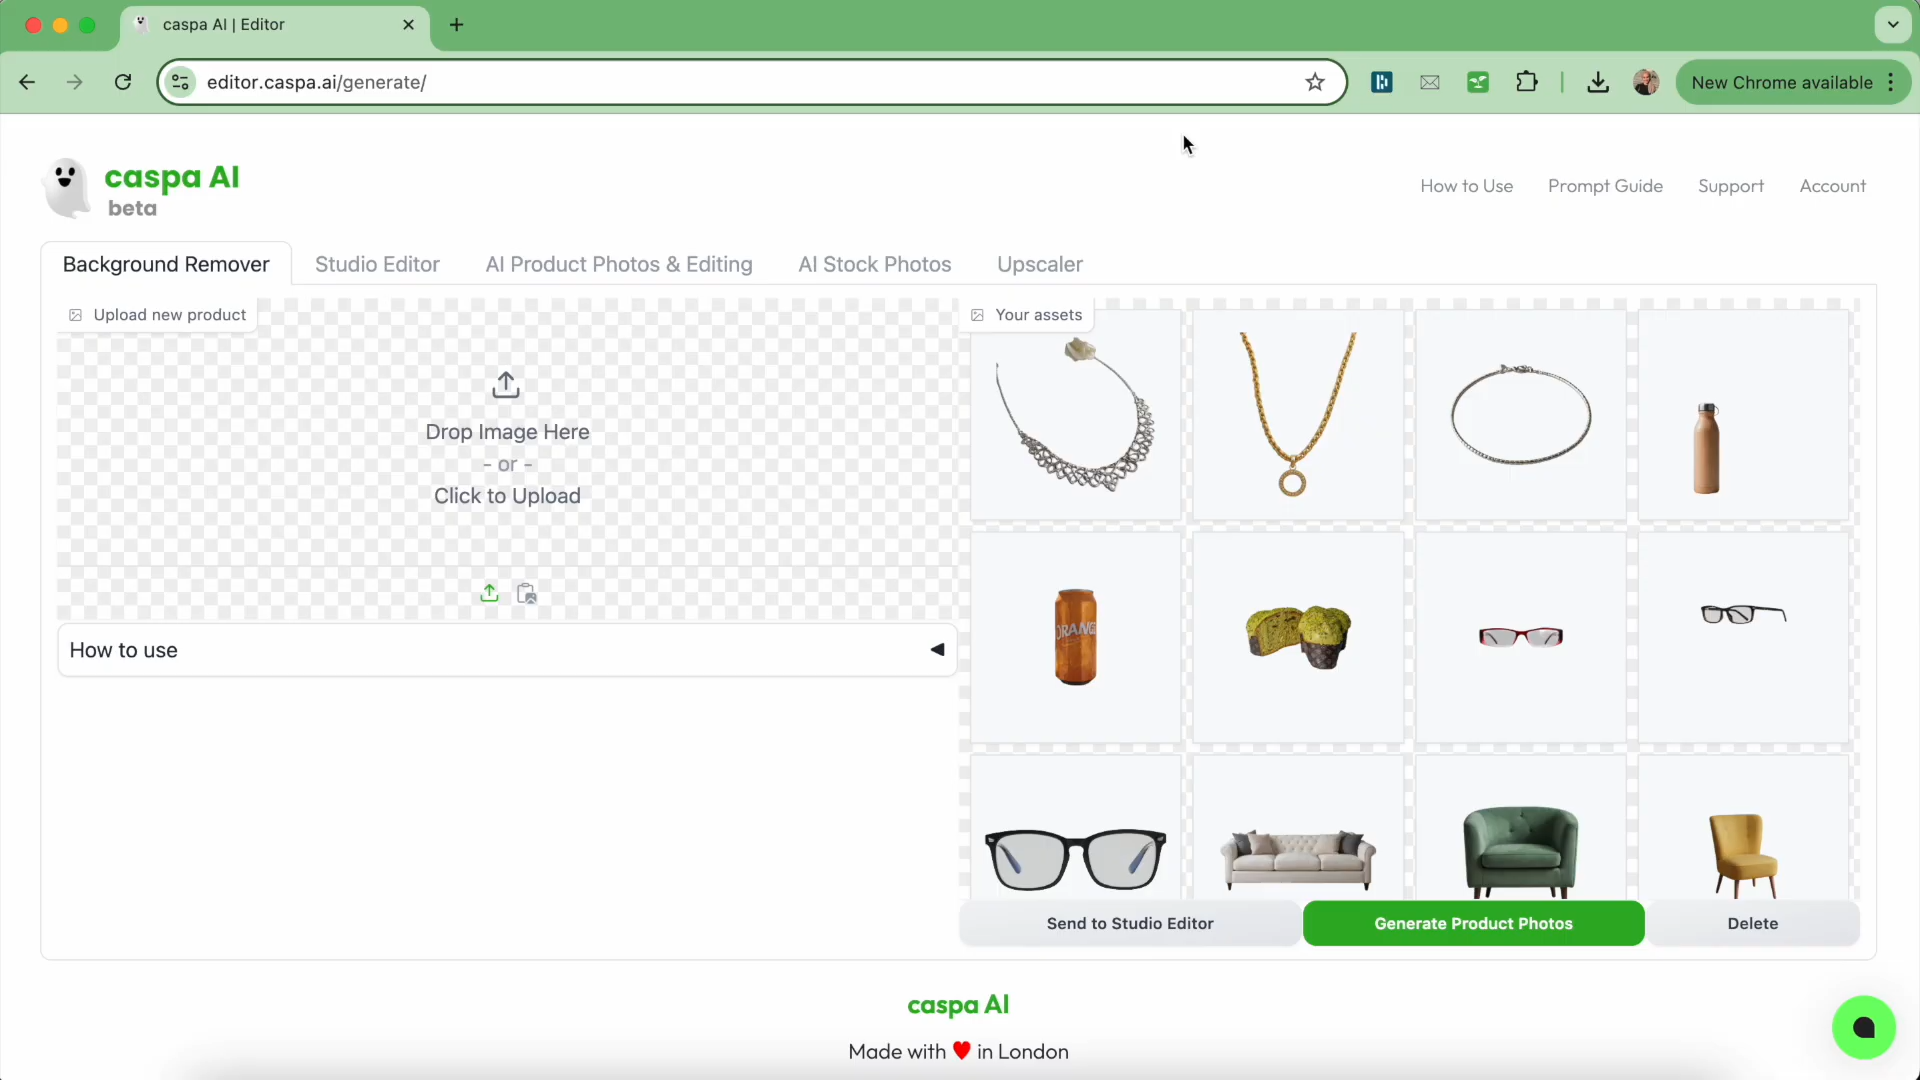 caspa AI | Editor
editor.caspa.ai/generate/
New Chrome available
caspa AI
beta
How to Use
Prompt Guide
Support
Account
Background Remover
Studio Editor
AI Product Photos & Editing
AI Stock Photos
Upscaler
Upload new product
Drop Image Here
- or -
Click to Upload
How to use
Your assets
ORANG
Send to Studio Editor
Generate Product Photos
Delete
caspa AI
Made with ❤ in London